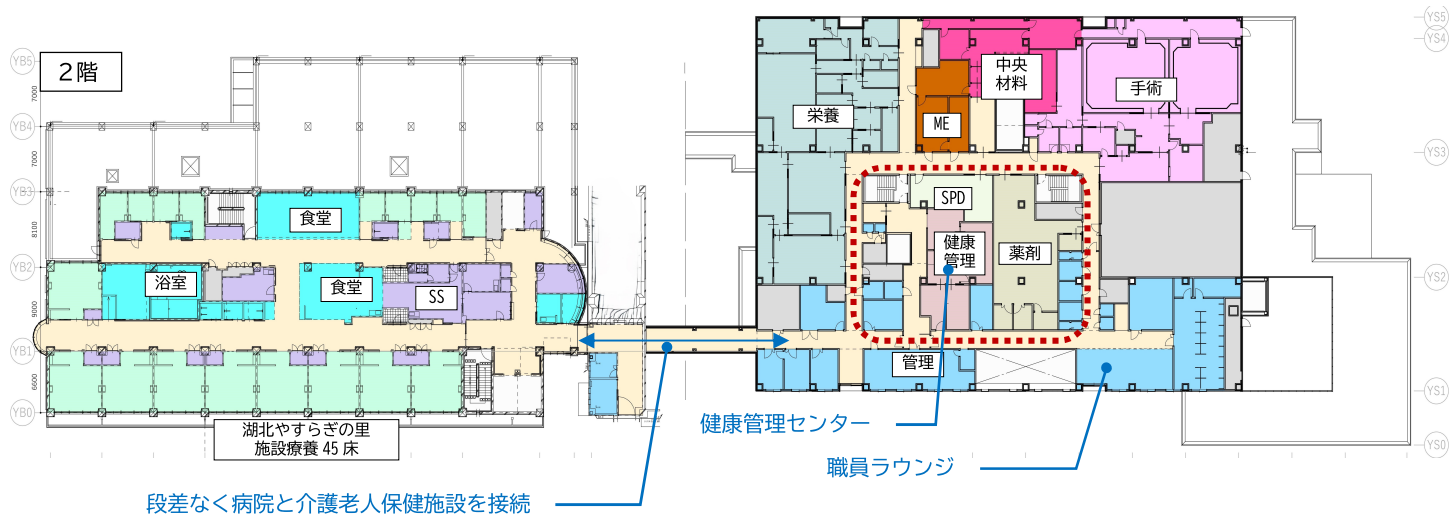 2階
YB5
7000
YB4
7000
YB3
8100
YB2
9000
YB1
6600
YB0
食堂
浴室
食堂
SS
湖北やすらぎの里
施設療養 45 床
YS5
YS4
YS3
YS2
YS1
YS0
栄養
ME
中央
材料
手術
SPD
健康
管理
薬剤
管理
健康管理センター
職員ラウンジ
段差なく病院と介護老人保健施設を接続